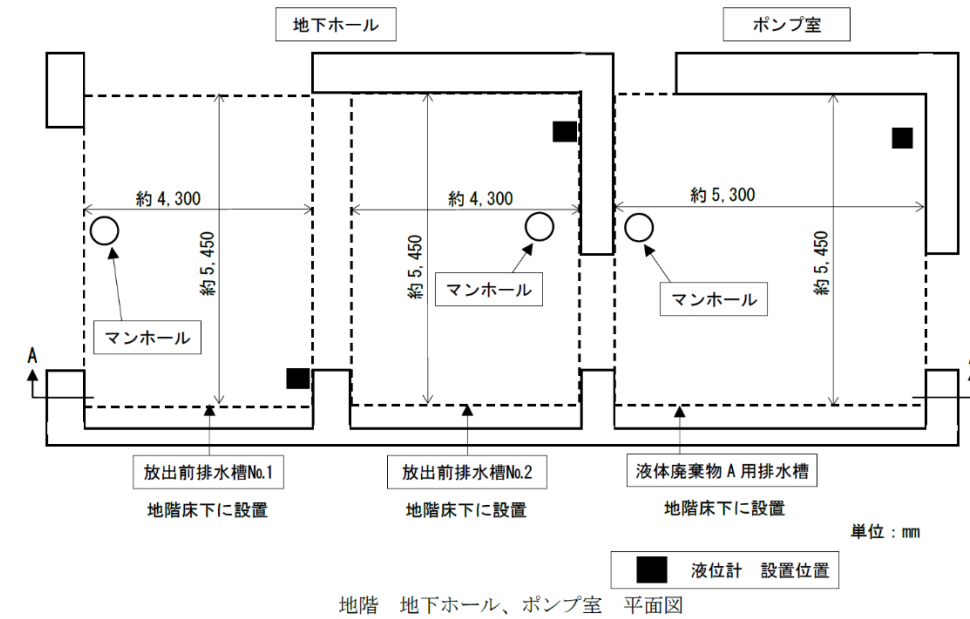 地下ホール
ポンプ室
約4,300
約4,300
約5,300
約5,450
約5,450
約5,450
マンホール
マンホール
マンホール
A
放出前排水槽No.1
放出前排水槽No.2
液体廃棄物A用排水槽
地階床下に設置
地階床下に設置
地階床下に設置
単位：mm
液位計 設置位置
地階 地下ホール、ポンプ室 平面図